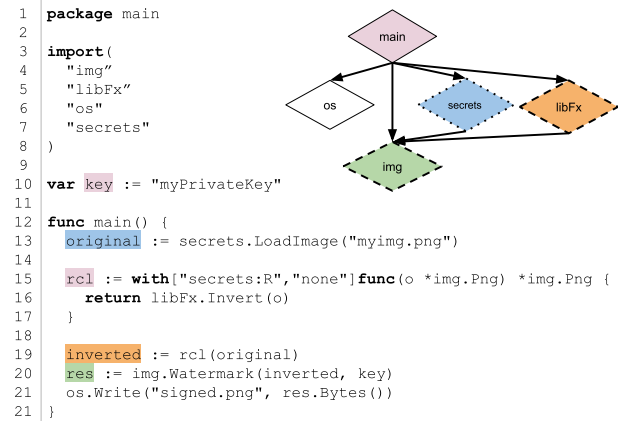 1 package main
2
3 import(
4 "img”
5 "libFx”
6 "os"
7 "secrets"
8 )
9
10 var key := "myPrivateKey"
11
12 func main() {
13 original := secrets.LoadImage("myimg.png")
14
15 rcl := with["secrets:R","none"]func(o *img.Png) *img.Png {
16 return libFx.Invert(o)
17 }
18
19 inverted := rcl(original)
20 res := img.Watermark(inverted, key)
21 os.Write("signed.png", res.Bytes())
21 }
main
os
secrets
libFx
img